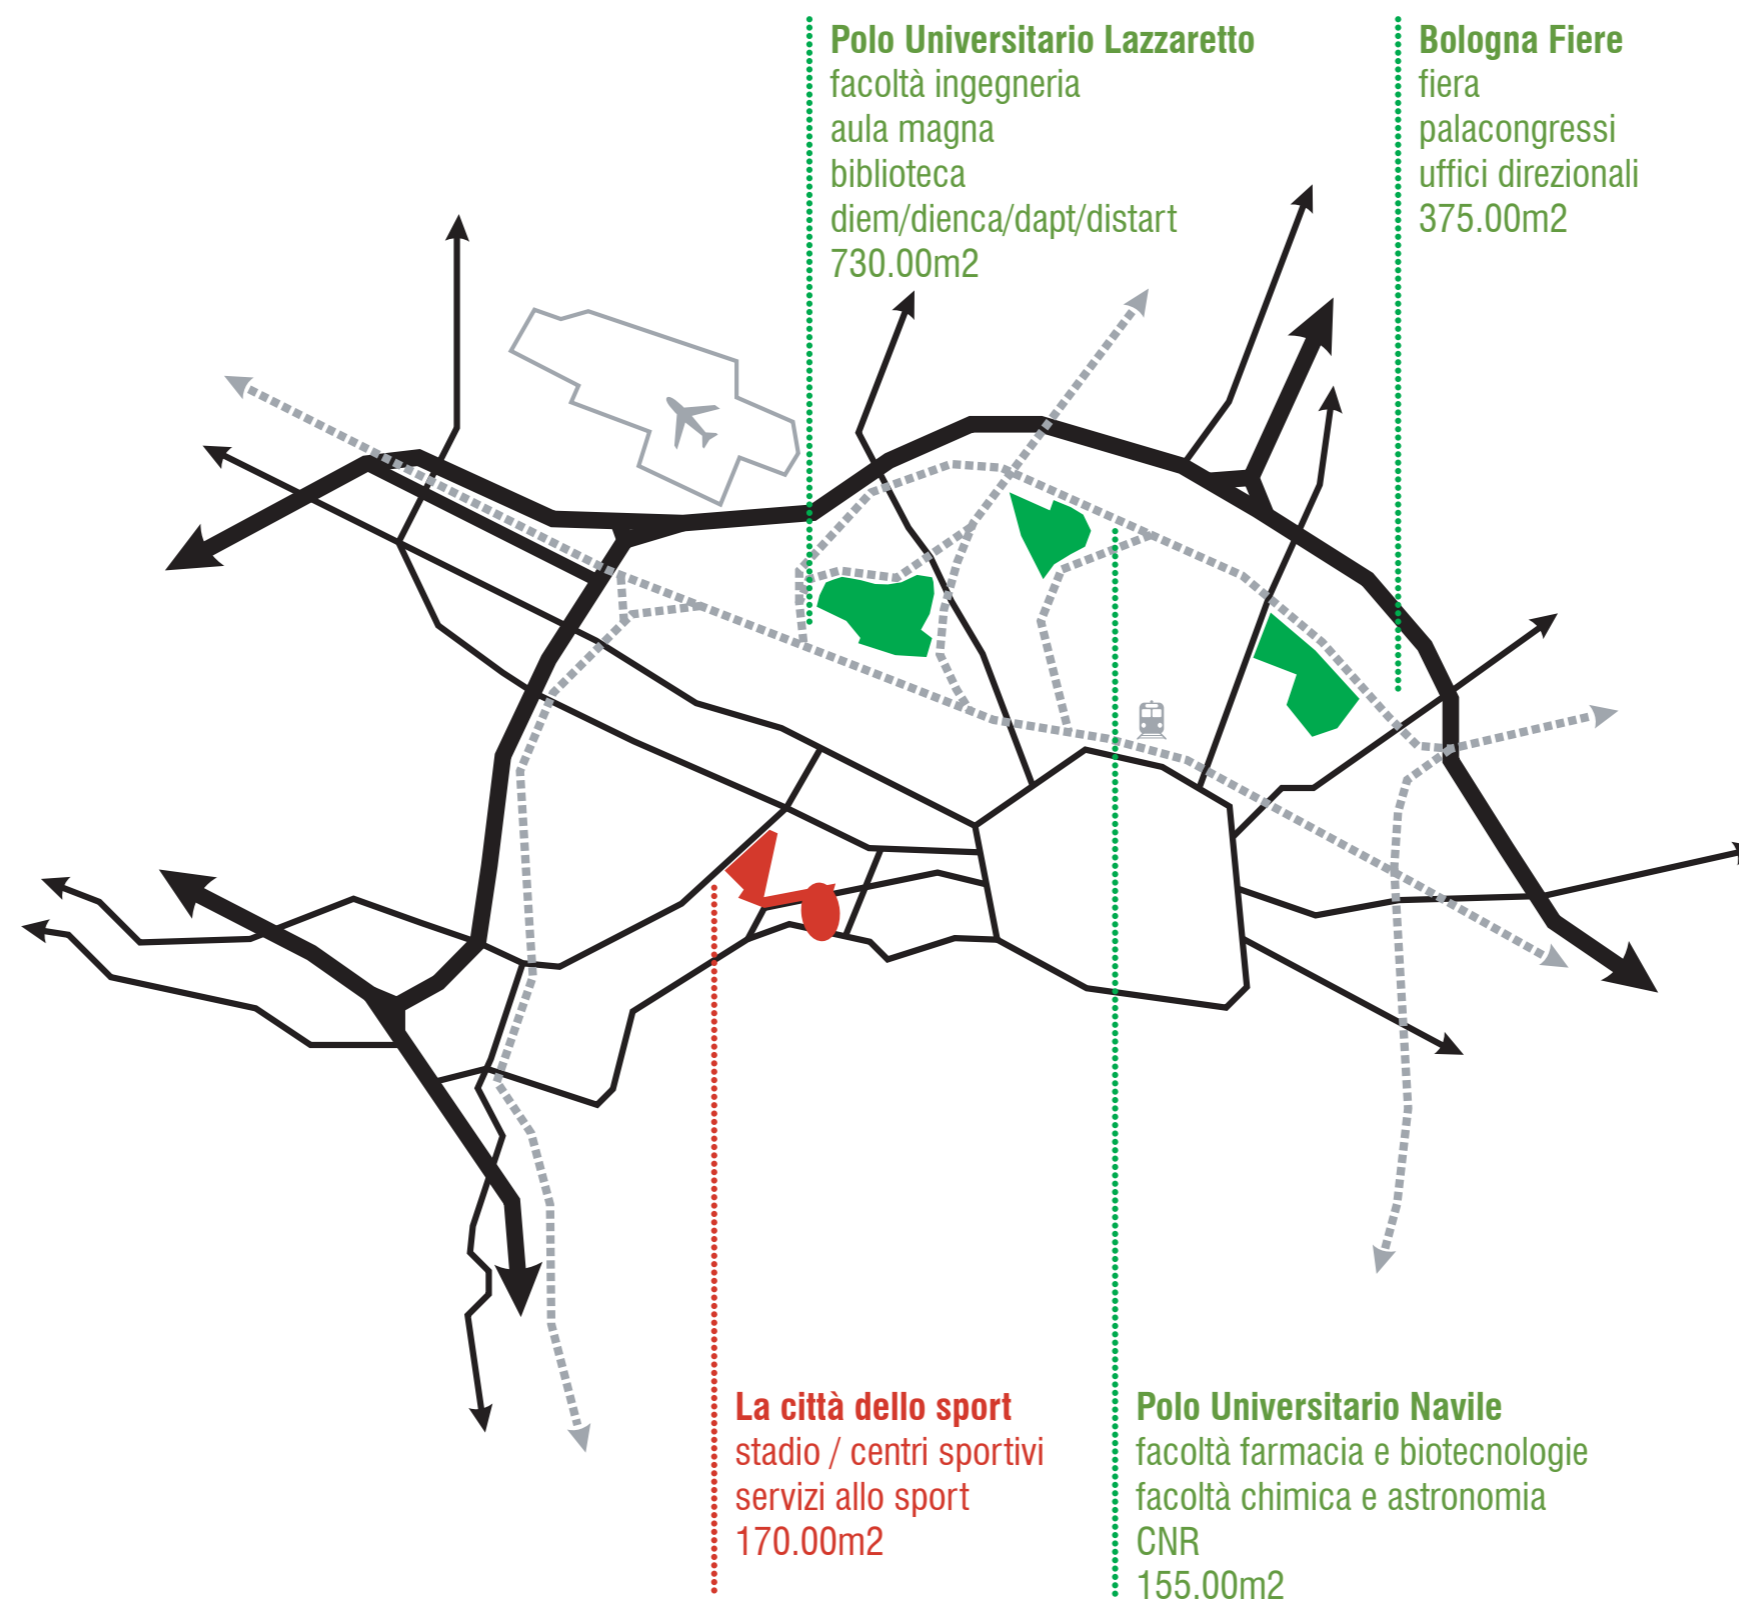 Polo Universitario Lazzaretto
facoltà ingegneria
aula magna
biblioteca
diem/dienca/dapt/distart
730.00m2
Bologna Fiere
fiera
palacongressi
uffici direzionali
375.00m2
La città dello sport
stadio / centri sportivi
servizi allo sport
170.00m2
Polo Universitario Navile
facoltà farmacia e biotecnologie
facoltà chimica e astronomia
CNR
155.00m2